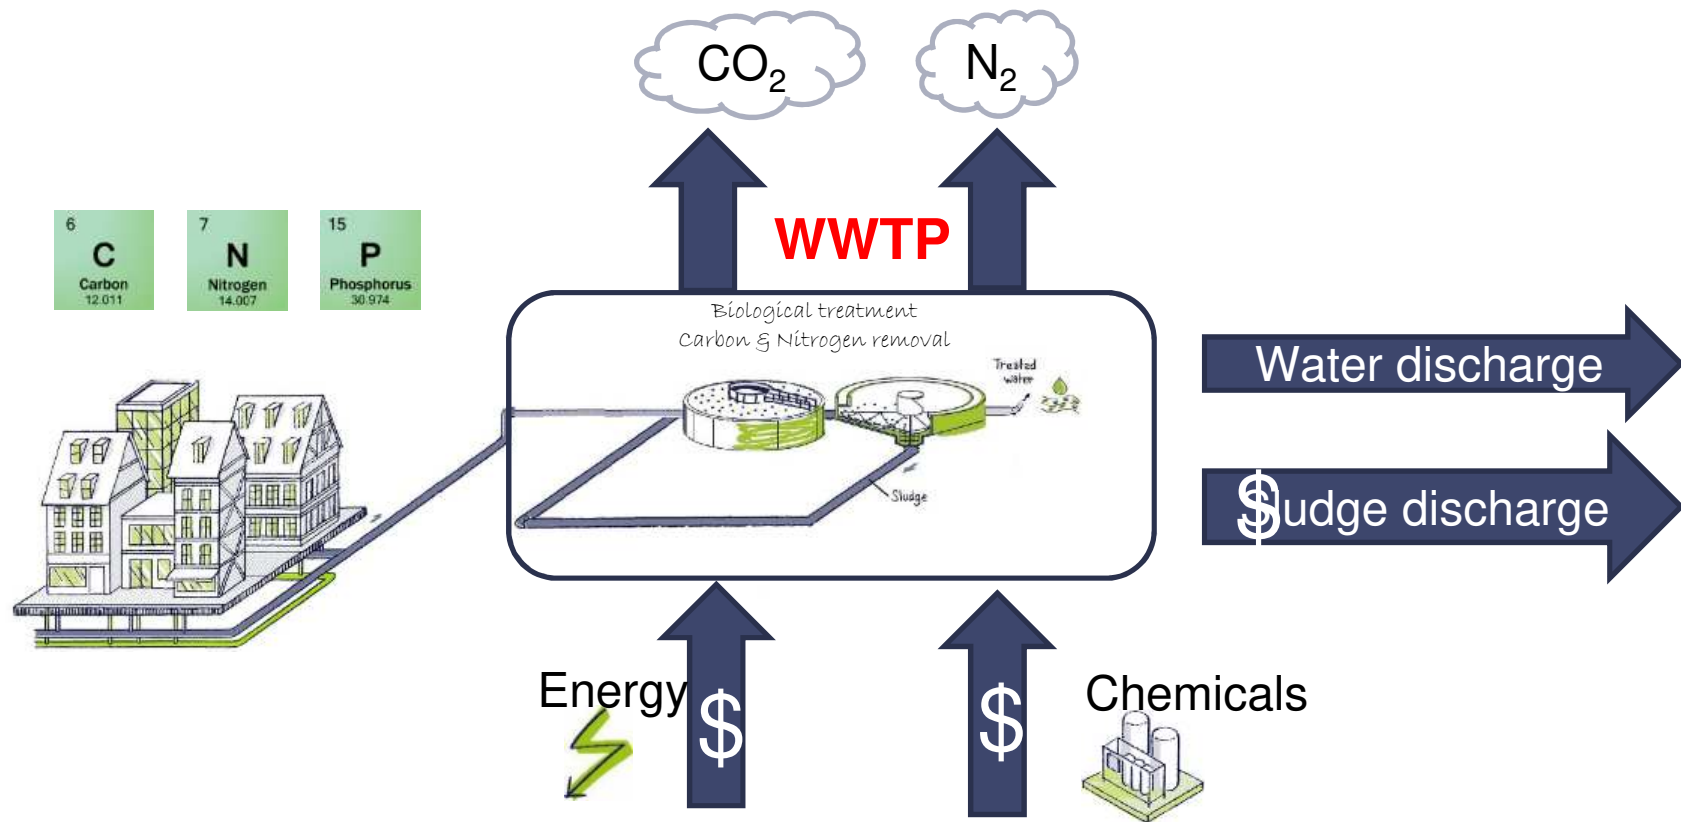 CO2
N2
WWTP
6
C
Carbon
12.011
7
N
Nitrogen
14.007
15
P
Phosphorus
30.974
Biological treatment
Carbon & Nitrogen removal
Treated
water
Sludge
Water discharge
$ludge discharge
Energy
$
$
Chemicals